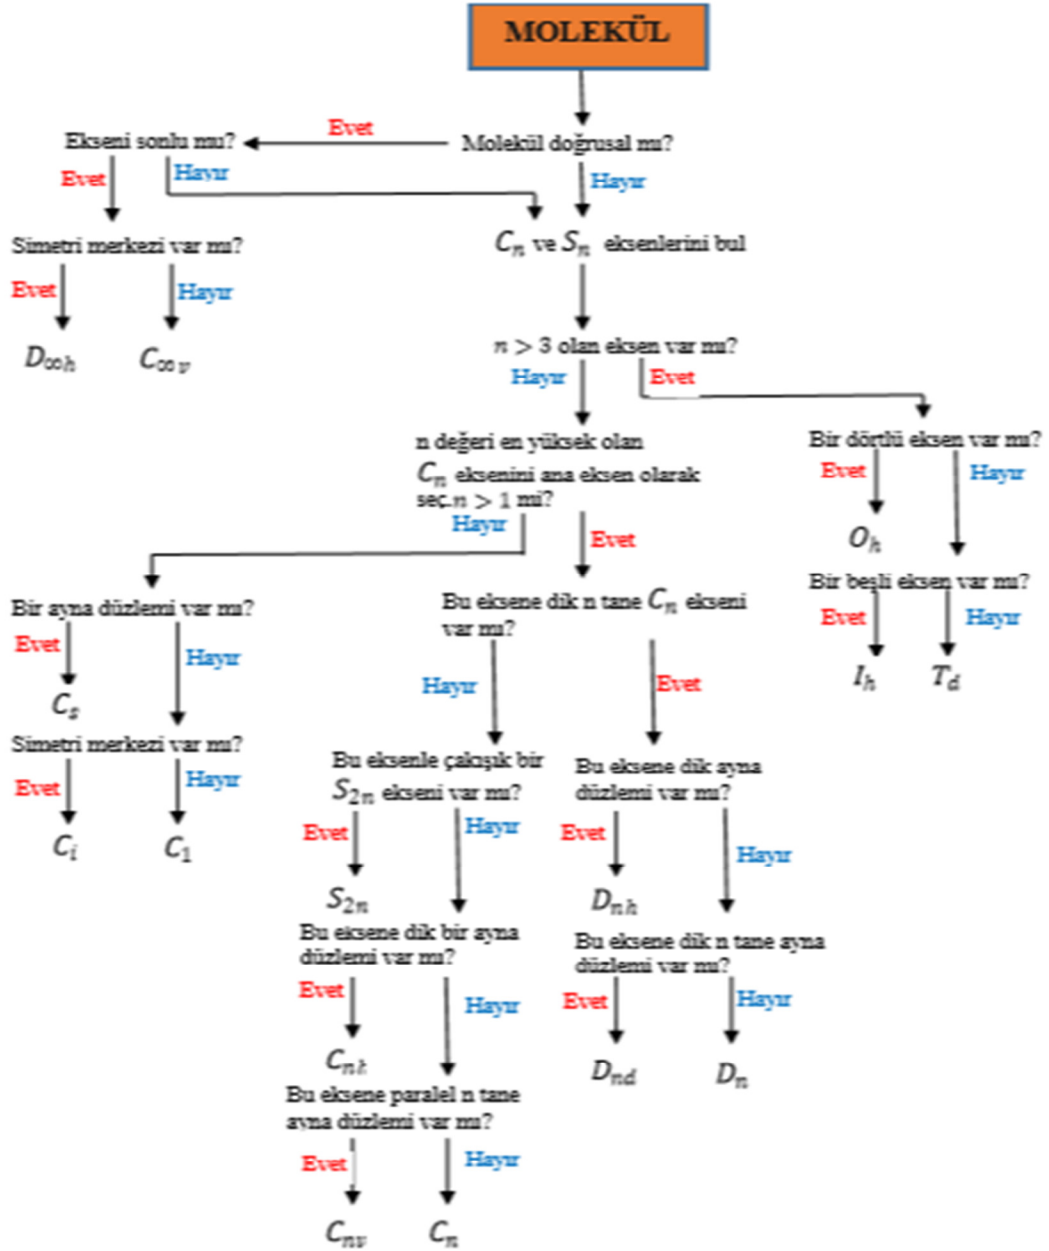 MOLEKÜL
Molekül doğrusal mı?
Evet
Ekseni sonlu mu?
Evet
Hayır
Hayır
Simetri merkezi var mı?
Evet
Hayır
D∞h
C∞v
Cn ve Sn eksenlerini bul
n > 3 olan eksen var mı?
Hayır
Evet
Bir dörtlü eksen var mı?
Evet
Hayır
Oh
Bir beşli eksen var mı?
Evet
Hayır
Ih
Td
n değeri en yüksek olan
Cn eksenini ana eksen olarak
seç.n > 1 mi?
Hayır
Evet
Bir ayna düzlemi var mı?
Evet
Hayır
Cs
Simetri merkezi var mı?
Evet
Hayır
Ci
C1
Bu eksene dik n tane Cn ekseni
var mı?
Hayır
Evet
Bu eksenle çakışık bir
S2n ekseni var mı?
Evet
Hayır
S2n
Bu eksene dik bir ayna
düzlemi var mı?
Evet
Hayır
Cnh
Bu eksene paralel n tane
ayna düzlemi var mı?
Evet
Hayır
Cnv
Cn
Bu eksene dik ayna
düzlemi var mı?
Evet
Hayır
Dnh
Bu eksene dik n tane ayna
düzlemi var mı?
Evet
Hayır
Dnd
Dn